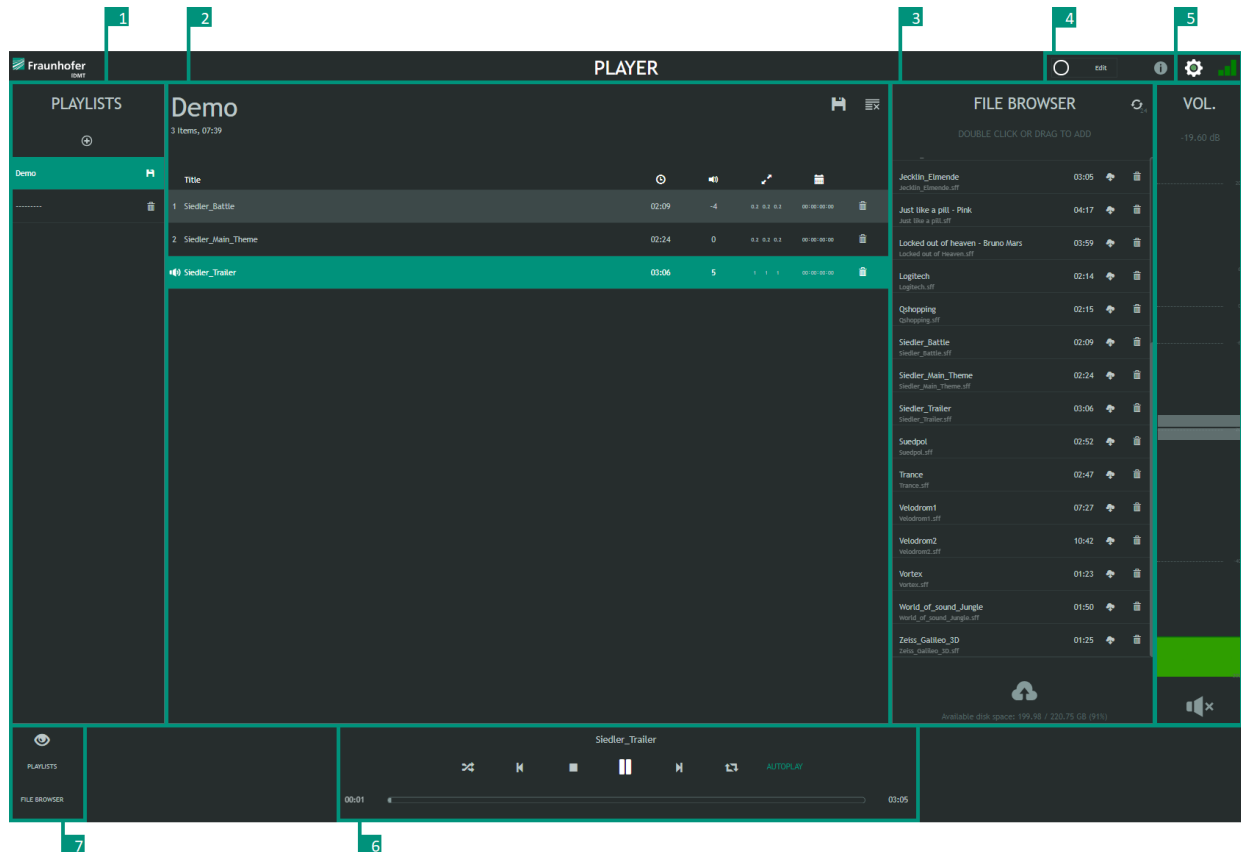 1
2
3
4
5
Fraunhofer
IDMT
PLAYER
Edit
PLAYLISTS
Demo
---------
Demo
3 Items, 07:39
Title
1 Siedler_Battle 02:09 -4 0.2 0.2 0.2 00:00:00:00
2 Siedler_Main_Theme 02:24 0 0.2 0.2 0.2 00:00:00:00
Siedler_Trailer 03:06 5 1 1 1 00:00:00:00
FILE BROWSER
DOUBLE CLICK OR DRAG TO ADD
Jecklin_Elmende 03:05
Jecklin_Elmende.sff
Just like a pill - Pink 04:17
Just like a pill.sff
Locked out of heaven - Bruno Mars 03:59
Locked out of Heaven.sff
Logitech 02:14
Logitech.sff
Qshopping 02:15
Qshopping.sff
Siedler_Battle 02:09
Siedler_Battle.sff
Siedler_Main_Theme 02:24
Siedler_Main_Theme.sff
Siedler_Trailer 03:06
Siedler_Trailer.sff
Suedpol 02:52
Suedpol.sff
Trance 02:47
Trance.sff
Velodrom1 07:27
Velodrom1.sff
Velodrom2 10:42
Velodrom2.sff
Vortex 01:23
Vortex.sff
World_of_sound_Jungle 01:50
World_of_sound_Jungle.sff
Zeiss_Galileo_3D 01:25
Zeiss_Galileo_3D.sff
Available disk space: 199.98 / 220.75 GB (91%)
VOL.
-19.60 dB
PLAYLISTS
FILE BROWSER
Siedler_Trailer
AUTOPLAY
00:01 03:05
7
6